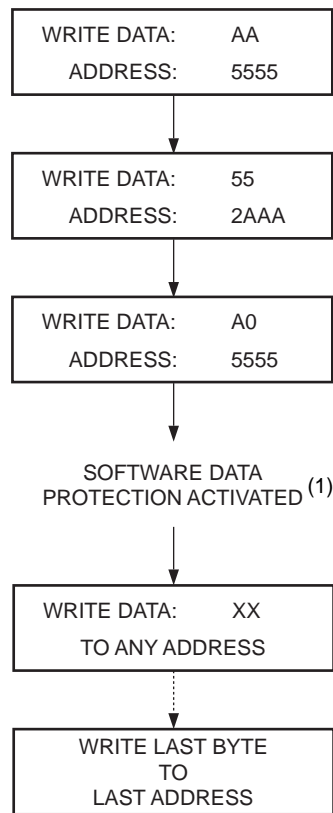 WRITE DATA: AA
ADDRESS: 5555
WRITE DATA: 55
ADDRESS: 2AAA
WRITE DATA: A0
ADDRESS: 5555
SOFTWARE DATA
PROTECTION ACTIVATED (1)
WRITE DATA: XX
TO ANY ADDRESS
WRITE LAST BYTE
TO
LAST ADDRESS